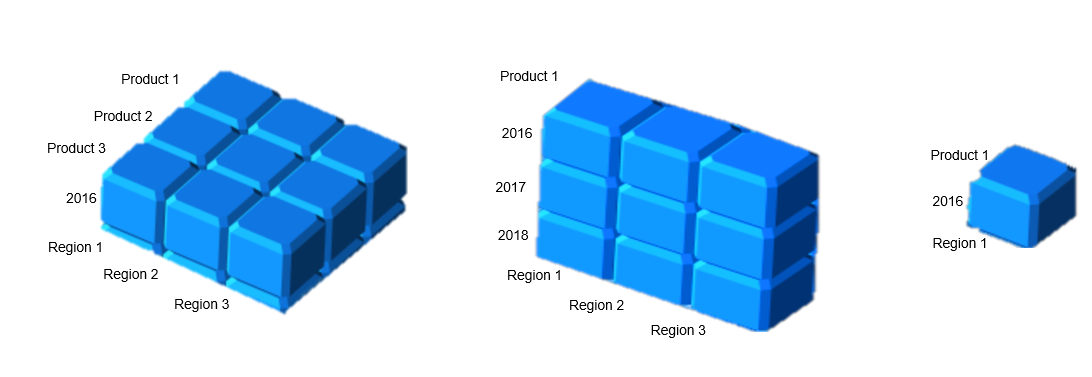 Product 1
Product 2
Product 3
2016
Region 1
Region 2
Region 3
Product 1
2016
2017
2018
Region 1
Region 2
Region 3
Product 1
2016
Region 1